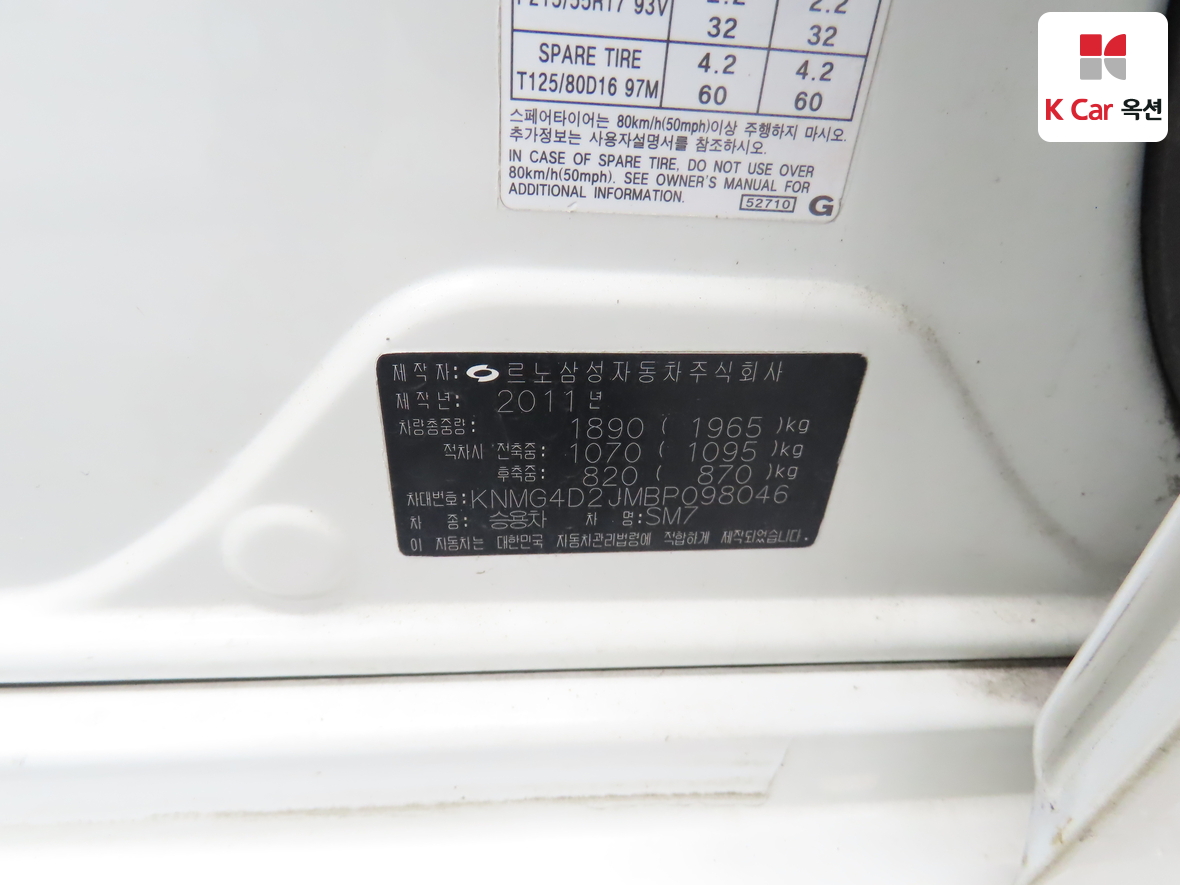 P215/55R17 93V 2.2 2.2
32 32
SPARE TIRE 4.2 4.2
T125/80D16 97M 60 60
스페어타이어는 80km/h(50mph)이상 주행하지 마시오.
추가정보는 사용자설명서를 참조하시오.
IN CASE OF SPARE TIRE, DO NOT USE OVER
80km/h(50mph). SEE OWNER'S MANUAL FOR
ADDITIONAL INFORMATION.
52710 G
K Car 옥션
제작자: 르노삼성자동차주식회사
제작년: 2011년
차량총중량: 1890 ( 1965 )kg
적차시 전축중: 1070 ( 1095 )kg
후축중: 820 ( 870 )kg
차대번호: KNMG4D2JMBP098046
차 종: 승용차 차 명: SM7
이 자동차는 대한민국 자동차관리법령에 적합하게 제작되었습니다.